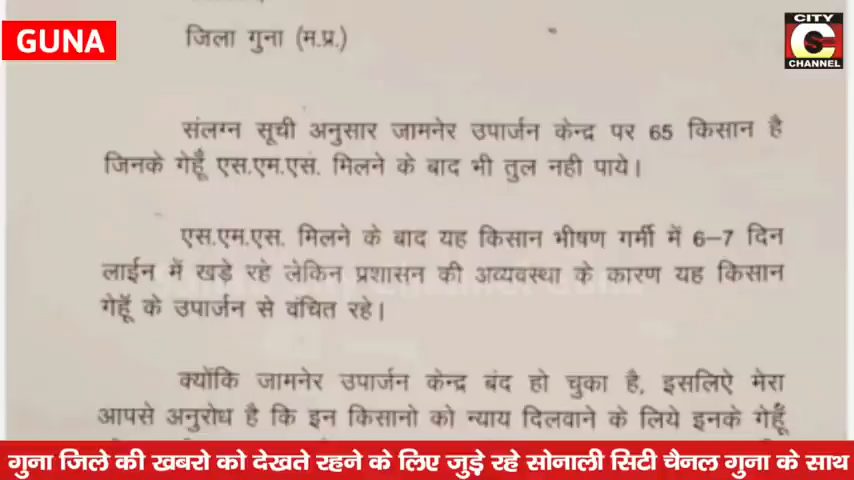 GUNA
CITY
CHANNEL
जिला गुना (म.प्र.)
संलग्न सूची अनुसार जामनेर उपार्जन केन्द्र पर 65 किसान है
जिनके गेहूँ एस.एम.एस. मिलने के बाद भी तुल नही पाये।
एस.एम.एस. मिलने के बाद यह किसान भीषण गर्मी में 6–7 दिन
लाईन में खड़े रहे लेकिन प्रशासन की अव्यवस्था के कारण यह किसान
गेहूँ के उपार्जन से वंचित रहे।
क्योंकि जामनेर उपार्जन केन्द्र बंद हो चुका है, इसलिऐ मेरा
आपसे अनुरोध है कि इन किसानो को न्याय दिलवाने के लिये इनके गेहूँ
गुना जिले की खबरो को देखते रहने के लिए जुड़े रहे सोनाली सिटी चैनल गुना के साथ